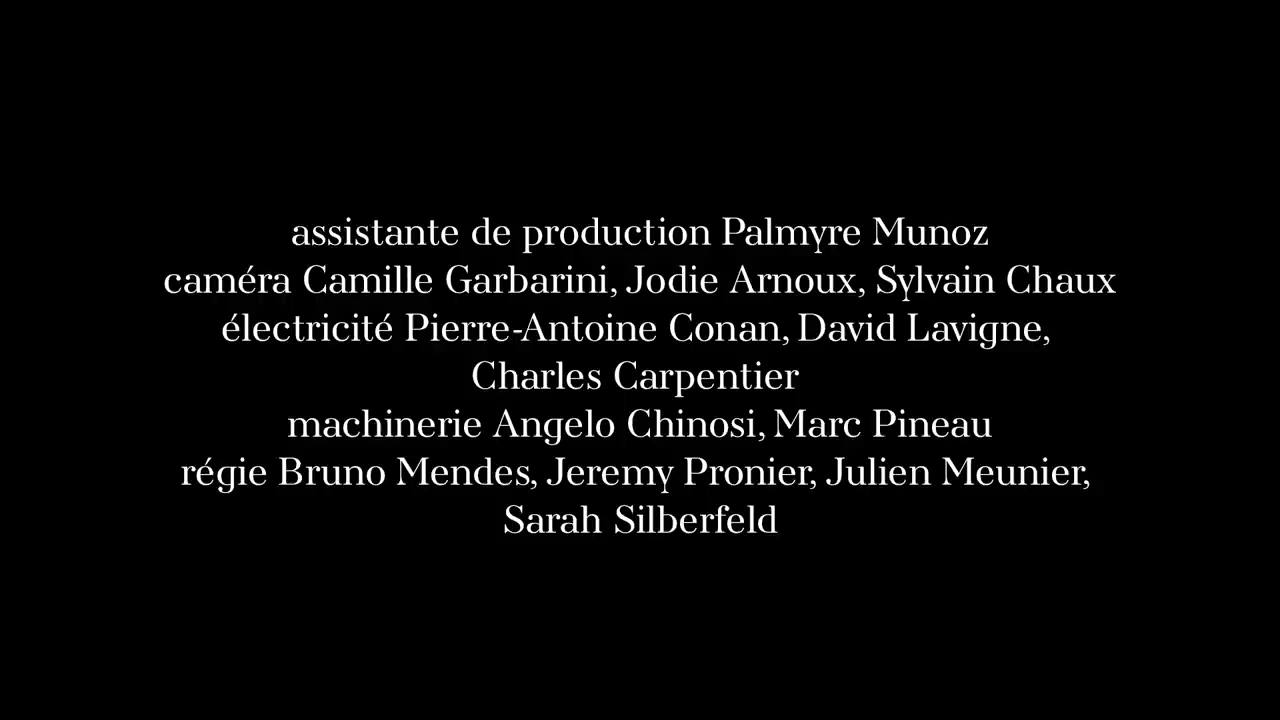 assistante de production Palmyre Munoz
caméra Camille Garbarini, Jodie Arnoux, Sylvain Chaux
électricité Pierre-Antoine Conan, David Lavigne,
Charles Carpentier
machinerie Angelo Chinosi, Marc Pineau
régie Bruno Mendes, Jeremy Pronier, Julien Meunier,
Sarah Silberfeld